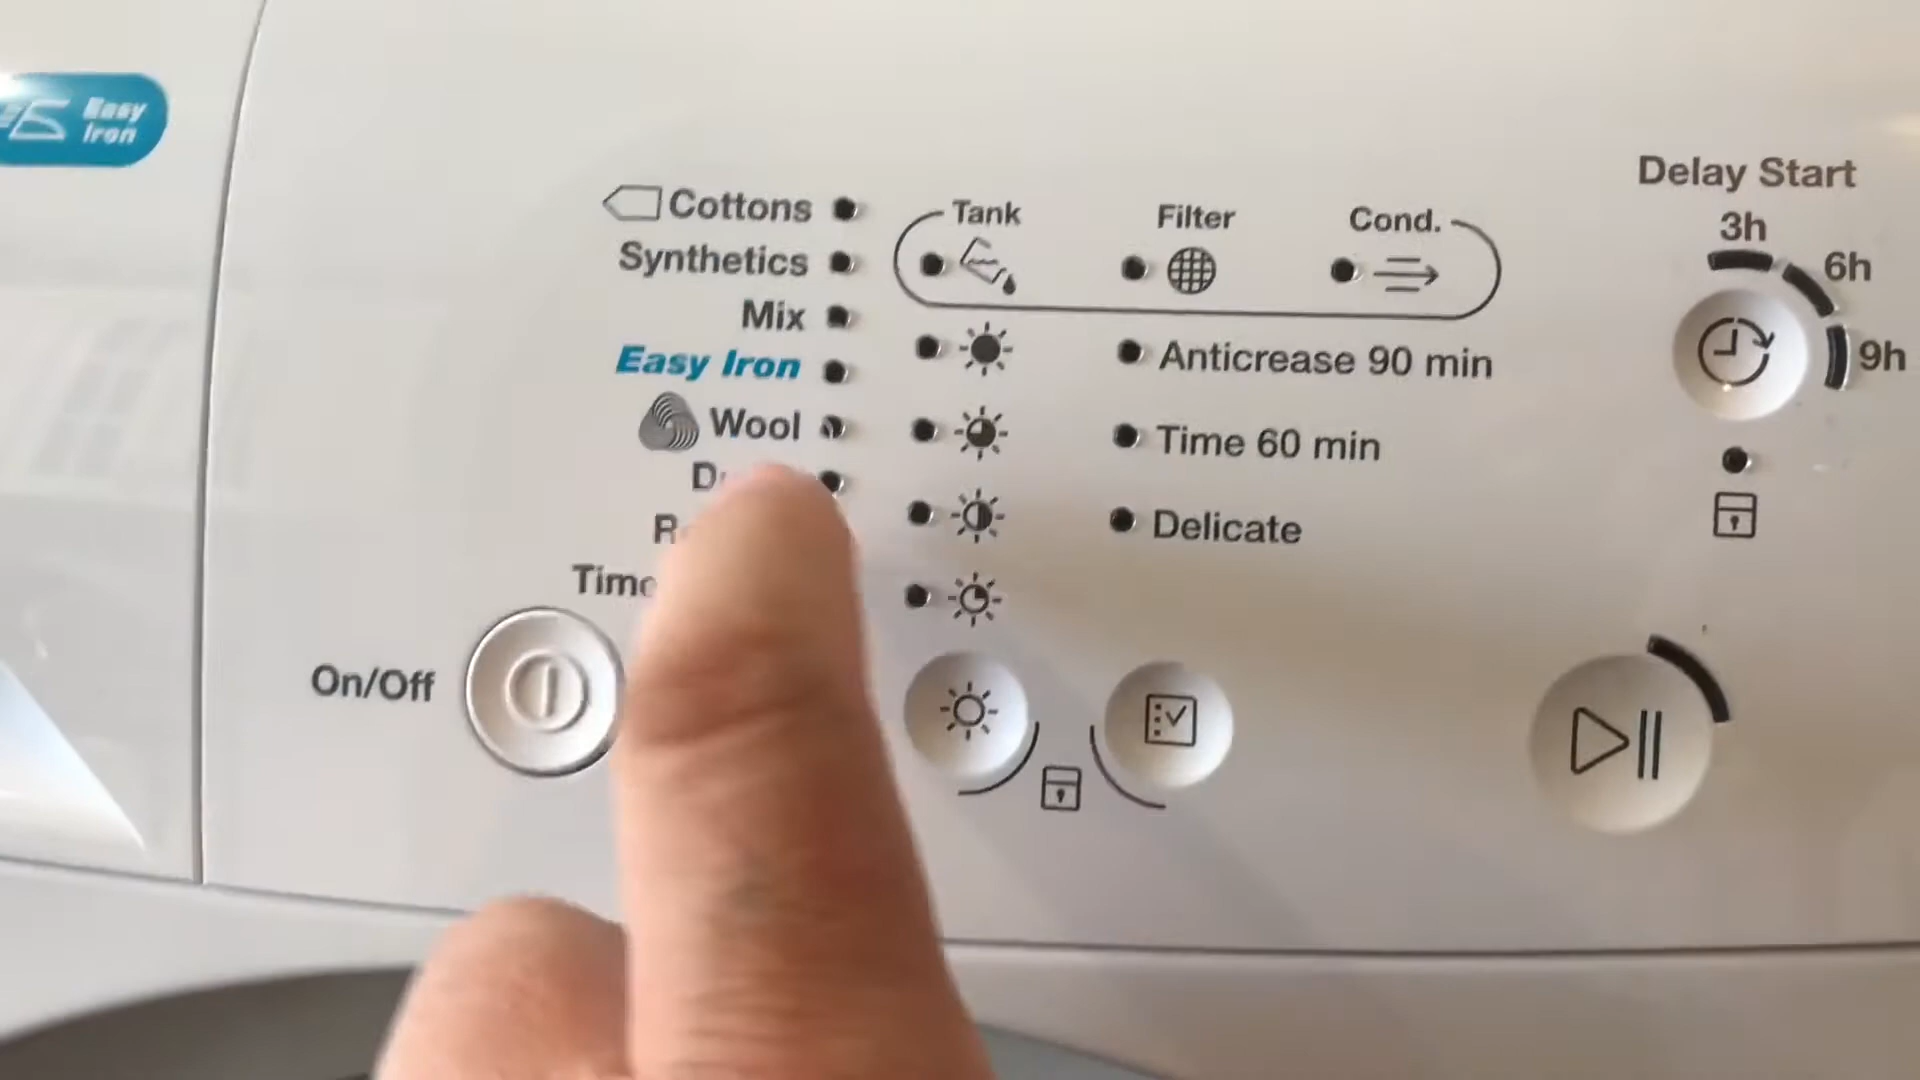 Easy
Iron
Cottons
Synthetics
Mix
Easy Iron
Wool
On/Off
Tank
Filter
Cond.
Anticrease 90 min
Time 60 min
Delicate
Delay Start
3h
6h
9h